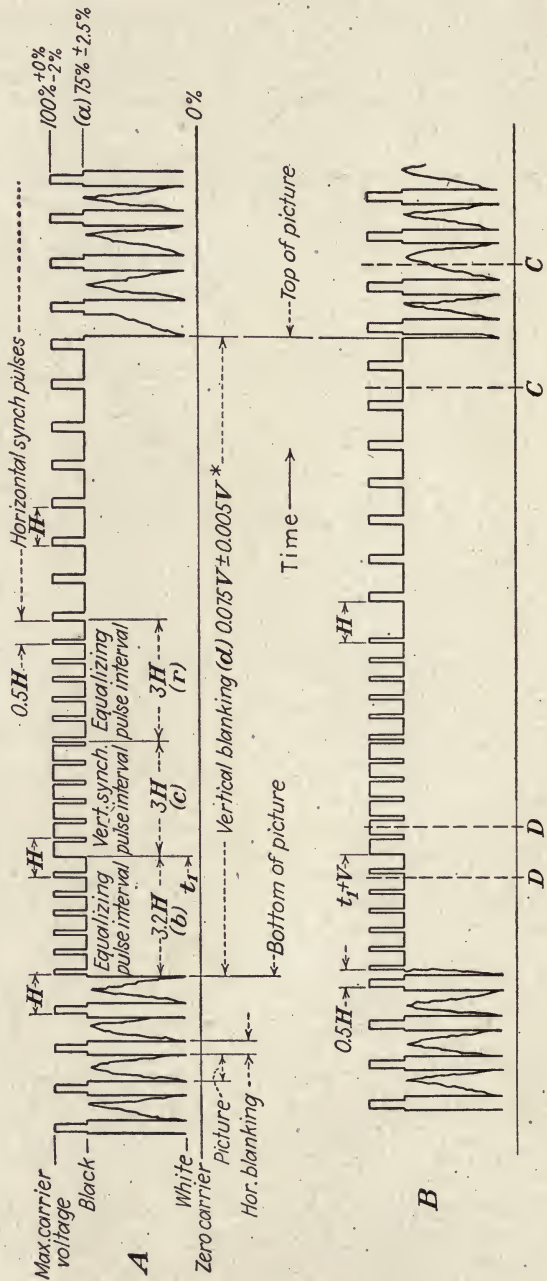 Max. carrier
voltage
Black
A
White
Zero carrier
Picture
Hor. blanking
H
Equalizing
pulse interval
3.2H
(b)
t₁
H
Vert. synch.
pulse interval
3H
(c)
0.5H
Equalizing
pulse interval
3H
(r)
Horizontal synch pulses
H
100% +0% -2%
(a) 75% ±2.5%
0%
Vertical blanking (d) 0.075V ± 0.005V *
Bottom of picture
Top of picture
Time
B
0.5H
t₁+V
H
D
D
C
C